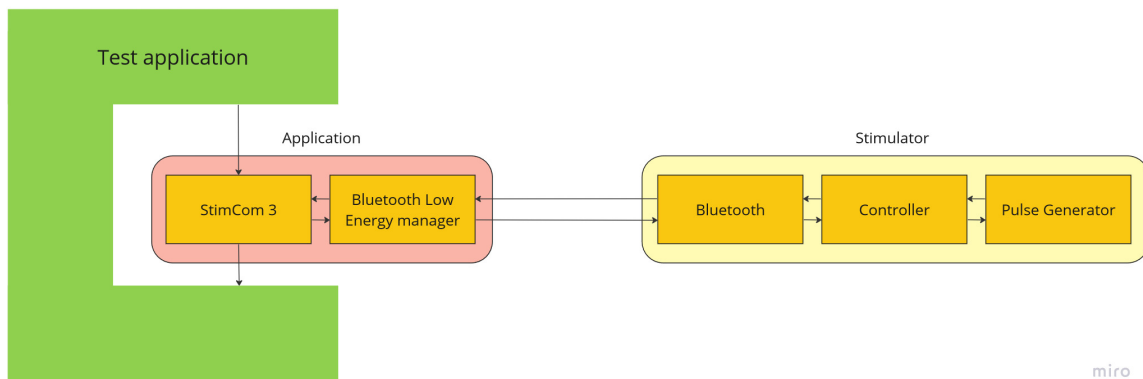 Test application
Application
Stimulator
StimCom 3
Bluetooth Low
Energy manager
Bluetooth
Controller
Pulse Generator
miro